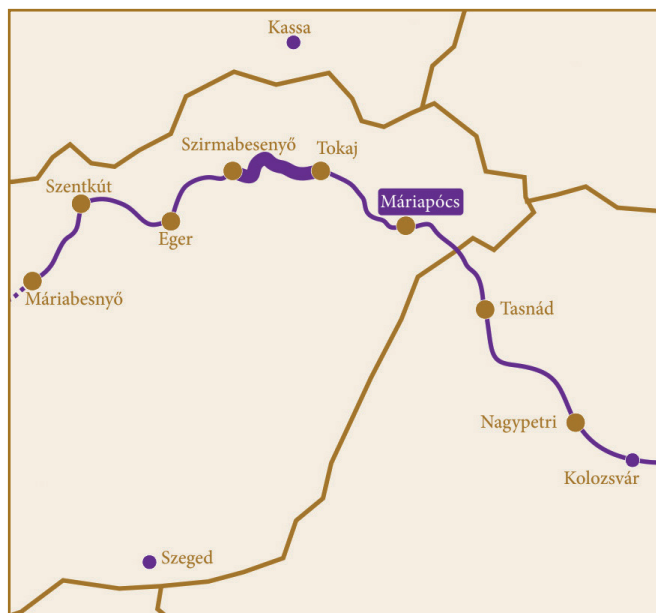 Kassa
Szirmabesenyő
Tokaj
Szentkút
Máriapócs
Eger
Máriabesnyő
Tasnád
Nagypetri
Kolozsvár
Szeged